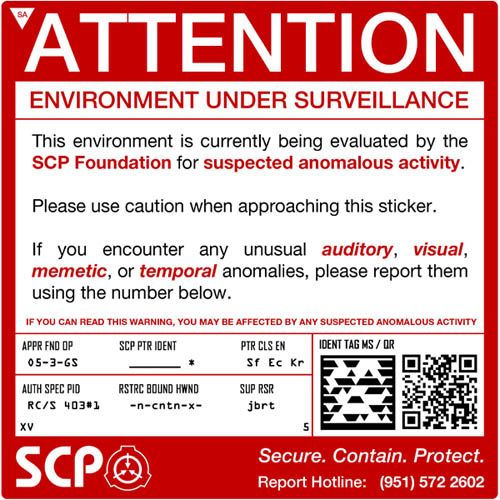 SA
ATTENTION
ENVIRONMENT UNDER SURVEILLANCE
This environment is currently being evaluated by the
SCP Foundation for suspected anomalous activity.
Please use caution when approaching this sticker.
If you encounter any unusual auditory, visual,
memetic, or temporal anomalies, please report them
using the number below.
IF YOU CAN READ THIS WARNING, YOU MAY BE AFFECTED BY ANY SUSPECTED ANOMALOUS ACTIVITY
APPR FND OP SCP PTR IDENT PTR CLS EN IDENT TAG MS / QR
05-3-GS ________ * Sf Ec Kr
AUTH SPEC PID RSTRC BOUND HWND SUP RSR
RC/S 403#1 -n-cntn-x- jbrt
XV 5
SCP Secure. Contain. Protect.
Report Hotline: (951) 572 2602